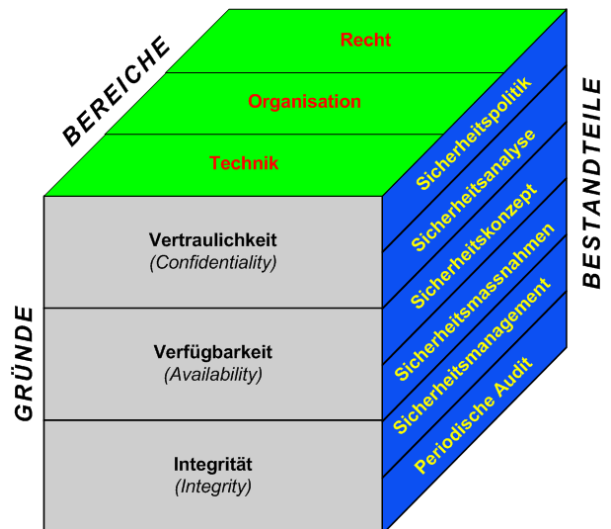 BEREICHE
Recht
Organisation
Technik
GRÜNDE
Vertraulichkeit
(Confidentiality)
Verfügbarkeit
(Availability)
Integrität
(Integrity)
BESTANDTEILE
Sicherheitspolitik
Sicherheitsanalyse
Sicherheitskonzept
Sicherheitsmassnahmen
Sicherheitsmanagement
Periodische Audit